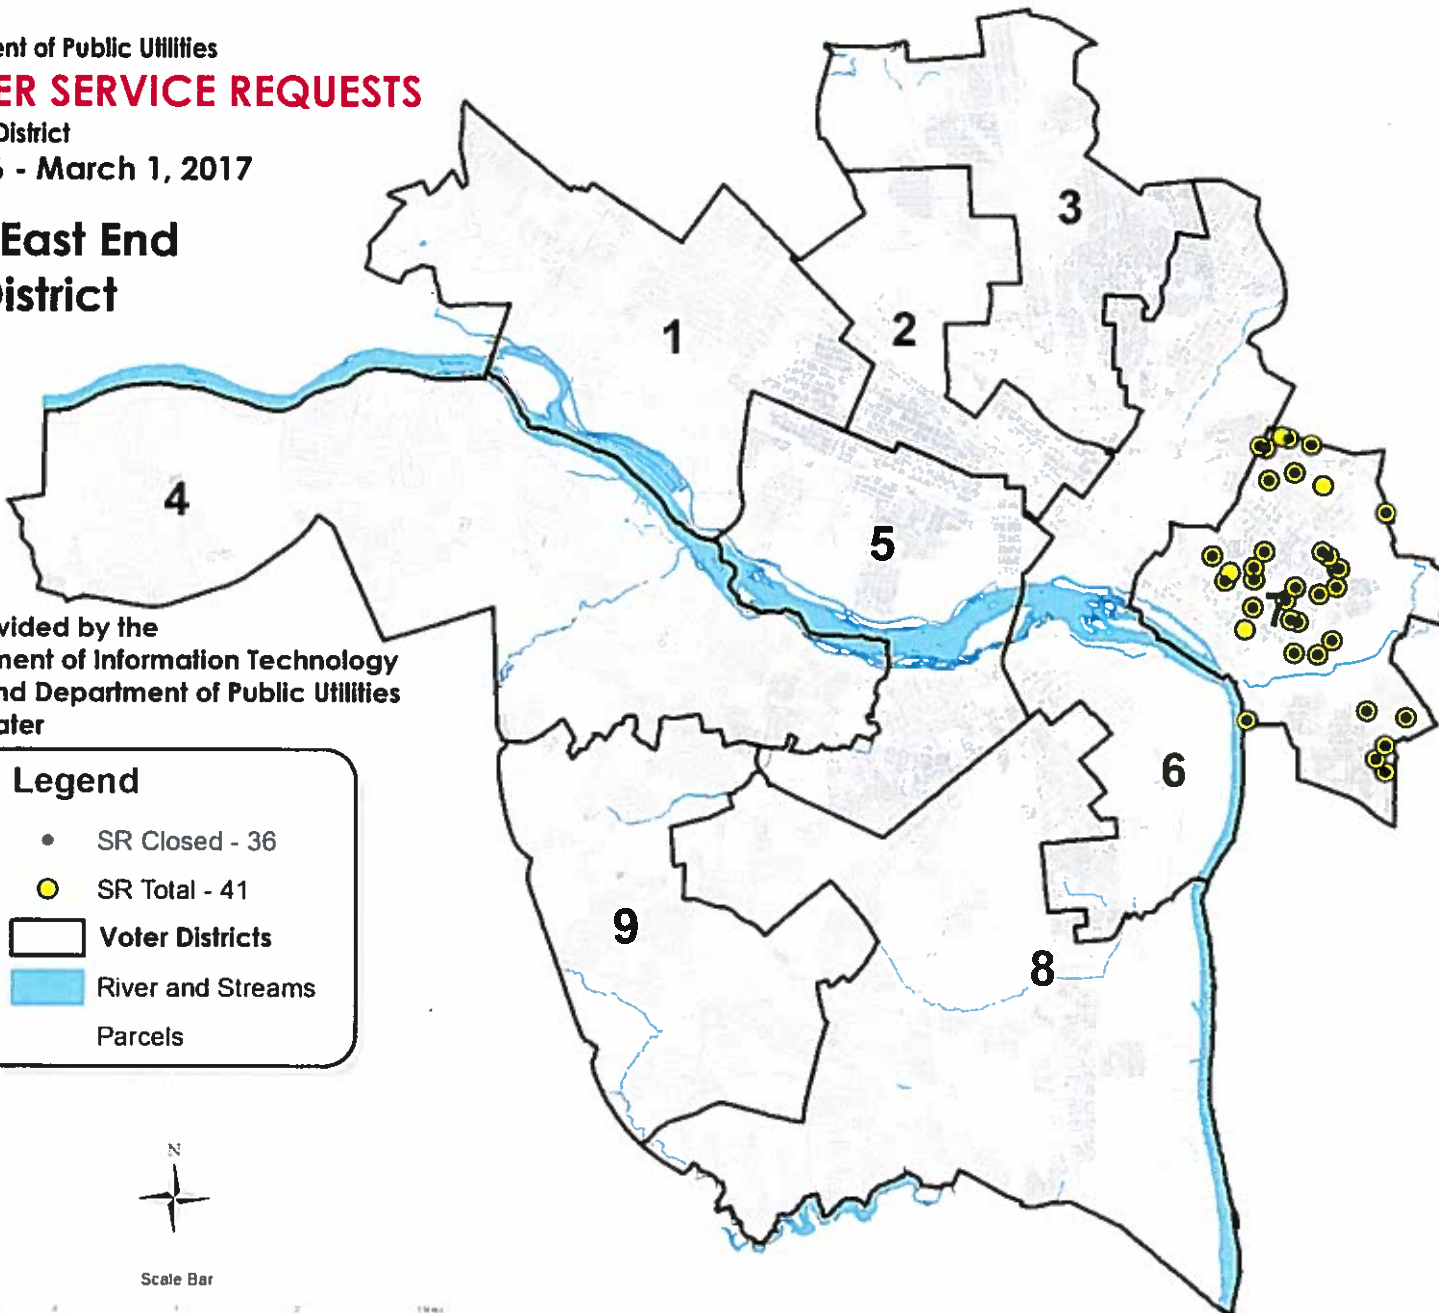 ent of Public Utilities
ER SERVICE REQUESTS
District
6 - March 1, 2017
East End
District
3
1
2
4
5
7
6
9
8
vided by the
ment of Information Technology
nd Department of Public Utilities
ater
Legend
SR Closed - 36
SR Total - 41
Voter Districts
River and Streams
Parcels
N
Scale Bar